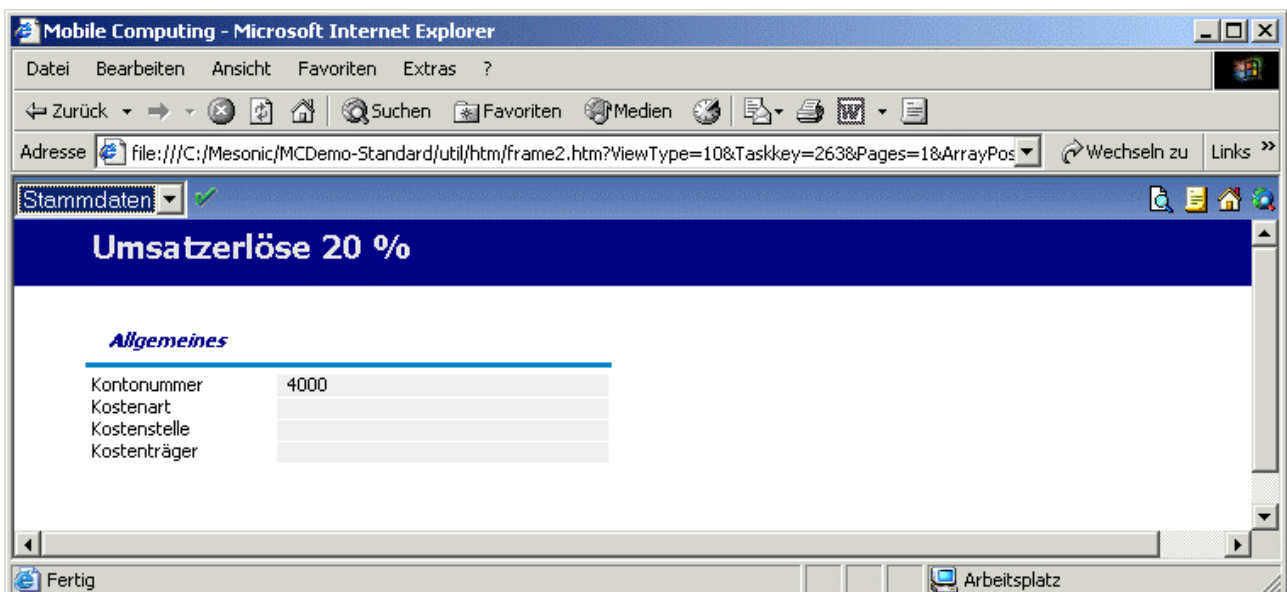 Mobile Computing - Microsoft Internet Explorer
Datei Bearbeiten Ansicht Favoriten Extras ?
Zurück Suchen Favoriten Medien
Adresse file:///C:/Mesonic/MCDemo-Standard/util/htm/frame2.htm?ViewType=10&Taskkey=263&Pages=1&ArrayPos Wechseln zu Links »
Stammdaten
Umsatzerlöse 20 %
Allgemeines
Kontonummer 4000
Kostenart
Kostenstelle
Kostenträger
Fertig Arbeitsplatz